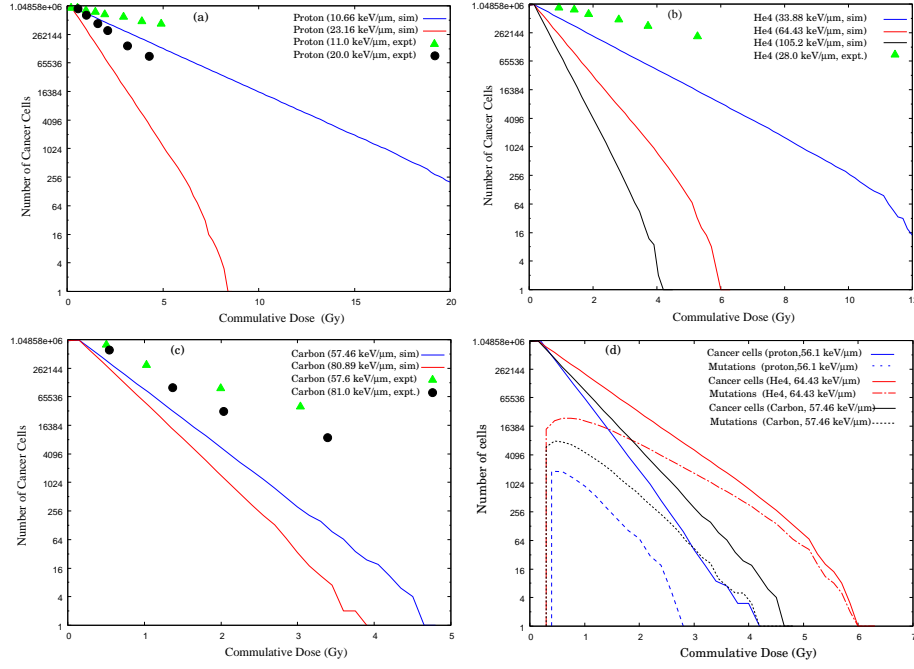 (a)
Proton (10.66 keV/µm, sim)
Proton (23.16 keV/µm, sim)
Proton (11.0 keV/µm, expt)
Proton (20.0 keV/µm, expt)
Number of Cancer Cells
1.04858e+06
262144
65536
16384
4096
1024
256
64
16
4
1
0
5
10
15
20
Commulative Dose (Gy)
(b)
He4 (33.88 keV/µm, sim)
He4 (64.43 keV/µm, sim)
He4 (105.2 keV/µm, sim)
He4 (28.0 keV/µm, expt.)
Number of Cancer Cells
1.04858e+06
262144
65536
16384
4096
1024
256
64
16
4
1
0
2
4
6
8
10
12
Commulative Dose (Gy)
(c)
Carbon (57.46 keV/µm, sim)
Carbon (80.89 keV/µm, sim)
Carbon (57.6 keV/µm, expt)
Carbon (81.0 keV/µm, expt.)
Number of Cancer Cells
1.04858e+06
262144
65536
16384
4096
1024
256
64
16
4
1
0
1
2
3
4
5
Commulative Dose (Gy)
(d)
Cancer cells (proton,56.1 keV/µm)
Mutations (proton,56.1 keV/µm)
Cancer cells (He4, 64.43 keV/µm)
Mutations (He4, 64.43 keV/µm)
Cancer cells (Carbon, 57.46 keV/µm)
Mutations (Carbon, 57.46 keV/µm)
Number of cells
1.04858e+06
262144
65536
16384
4096
1024
256
64
16
4
1
0
1
2
3
4
5
6
7
Commulative Dose (Gy)